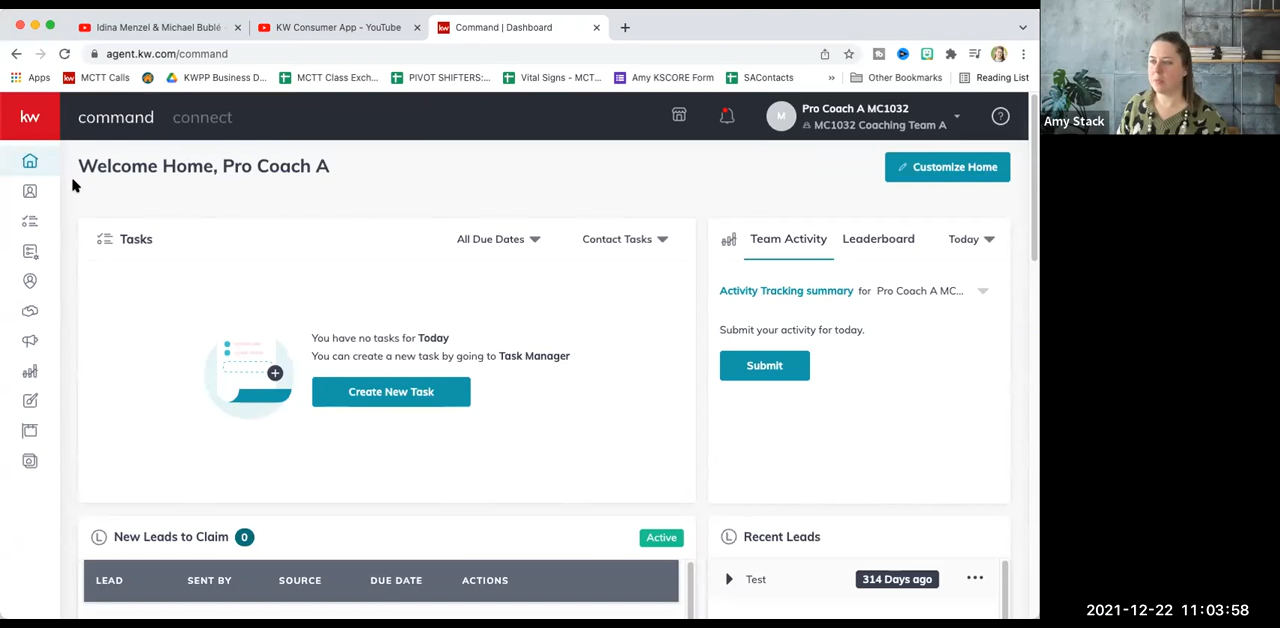 Idina Menzel & Michael Bublé
KW Consumer App - YouTube
Command | Dashboard
agent.kw.com/command
Apps
MCTT Calls
KWPP Business D...
MCTT Class Exch...
PIVOT SHIFTERS:...
Vital Signs - MCT...
Amy KSCORE Form
SAContacts
»
Other Bookmarks
Reading List
kw
command
connect
M
Pro Coach A MC1032
MC1032 Coaching Team A
?
Amy Stack
Welcome Home, Pro Coach A
Customize Home
Tasks
All Due Dates
Contact Tasks
Team Activity
Leaderboard
Today
Activity Tracking summary for Pro Coach A MC...
You have no tasks for Today
You can create a new task by going to Task Manager
Create New Task
Submit your activity for today.
Submit
L
New Leads to Claim 0
Active
L
Recent Leads
LEAD
SENT BY
SOURCE
DUE DATE
ACTIONS
Test
314 Days ago
2021-12-22 11:03:58